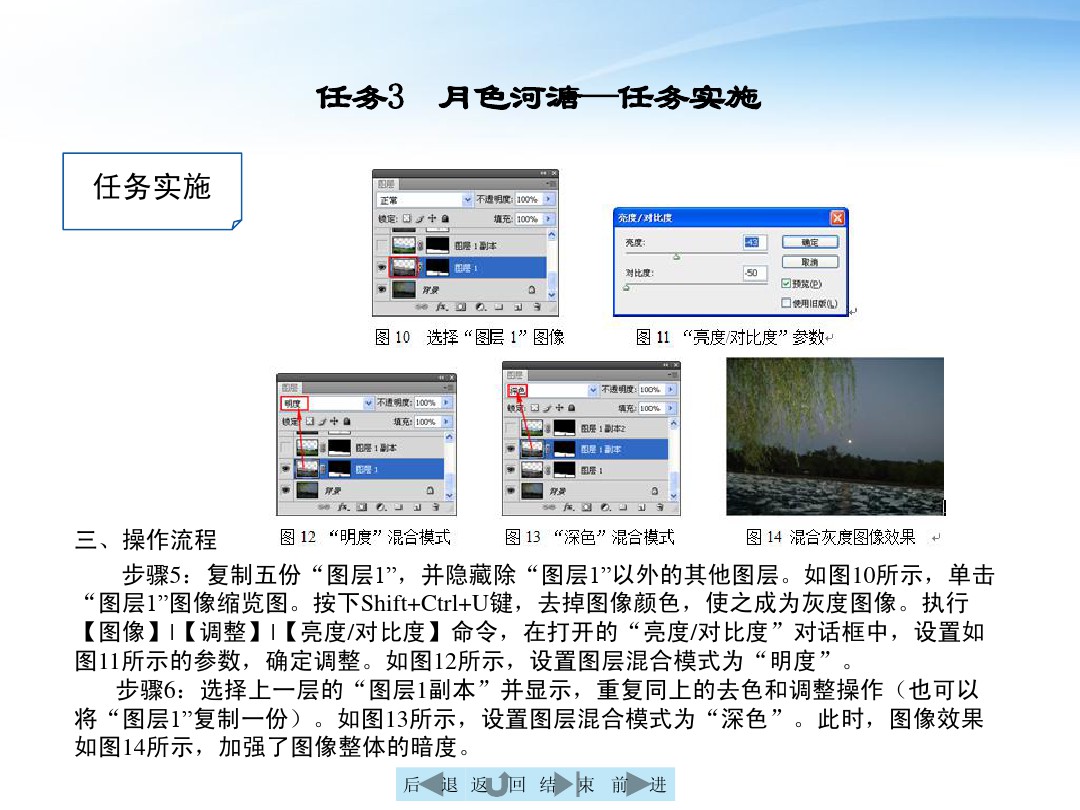 任务3　月色河溏—任务实施
任务实施
图层
正常 不透明度: 100%
锁定: 填充: 100%
图层 1 副本
图层 1
背景
图 10　选择“图层 1”图像
亮度/对比度
亮度: -43 确定
取消
对比度: -50
预览(P)
使用旧版(L)
图 11　“亮度/对比度”参数
图层
明度 不透明度: 100%
锁定: 填充: 100%
图层 1 副本
图层 1
背景
图 12　“明度”混合模式
图层
深色 不透明度: 100%
锁定: 填充: 100%
图层 1 副本2
图层 1 副本
图层 1
背景
图 13　“深色”混合模式
图 14　混合灰度图像效果
三、操作流程
步骤5：复制五份“图层1”，并隐藏除“图层1”以外的其他图层。如图10所示，单击
“图层1”图像缩览图。按下Shift+Ctrl+U键，去掉图像颜色，使之成为灰度图像。执行
【图像】|【调整】|【亮度/对比度】命令，在打开的“亮度/对比度”对话框中，设置如
图11所示的参数，确定调整。如图12所示，设置图层混合模式为“明度”。
步骤6：选择上一层的“图层1副本”并显示，重复同上的去色和调整操作（也可以
将“图层1”复制一份）。如图13所示，设置图层混合模式为“深色”。此时，图像效果
如图14所示，加强了图像整体的暗度。
后退 返回 结束 前进